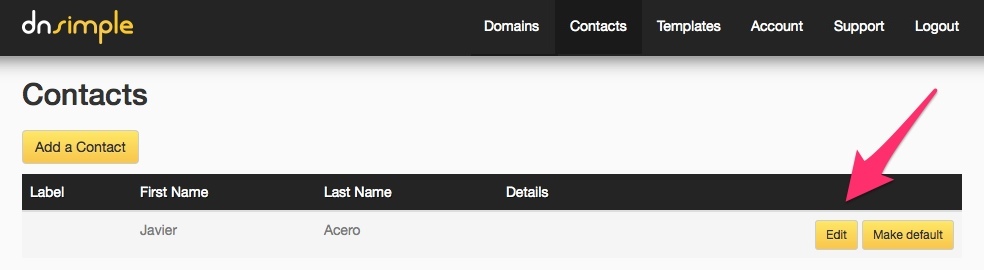 dnsimple Domains Contacts Templates Account Support Logout
Contacts
Add a Contact
Label First Name Last Name Details
Javier Acero Edit Make default